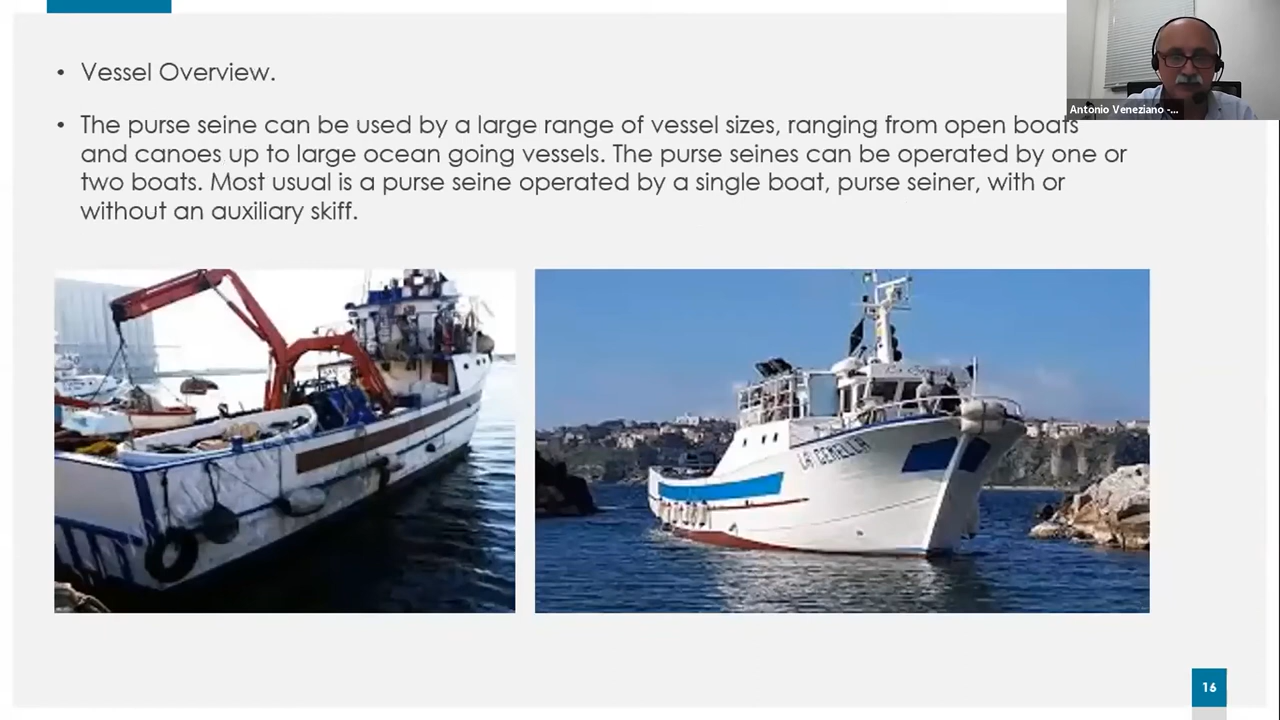 • Vessel Overview.
Antonio Veneziano -...
• The purse seine can be used by a large range of vessel sizes, ranging from open boats
and canoes up to large ocean going vessels. The purse seines can be operated by one or
two boats. Most usual is a purse seine operated by a single boat, purse seiner, with or
without an auxiliary skiff.
LA GEMELLA
16